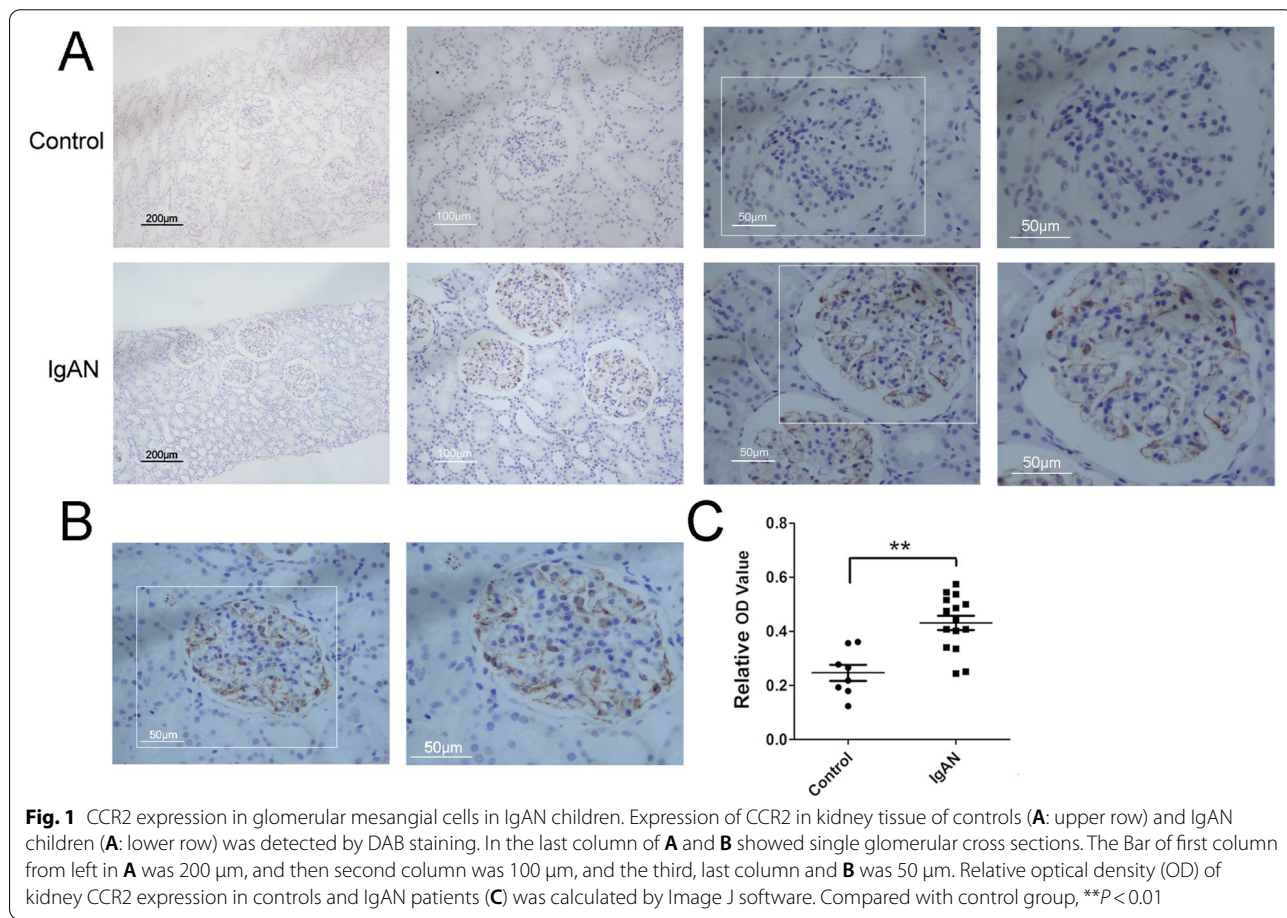 A
Control
200µm
100µm
50µm
50µm
IgAN
200µm
100µm
50µm
50µm
B
50µm
50µm
C
Relative OD Value
0.8
0.6
0.4
0.2
0.0
**
Control
IgAN
Fig. 1 CCR2 expression in glomerular mesangial cells in IgAN children. Expression of CCR2 in kidney tissue of controls (A: upper row) and IgAN
children (A: lower row) was detected by DAB staining. In the last column of A and B showed single glomerular cross sections. The Bar of first column
from left in A was 200 µm, and then second column was 100 µm, and the third, last column and B was 50 µm. Relative optical density (OD) of
kidney CCR2 expression in controls and IgAN patients (C) was calculated by Image J software. Compared with control group, **P < 0.01